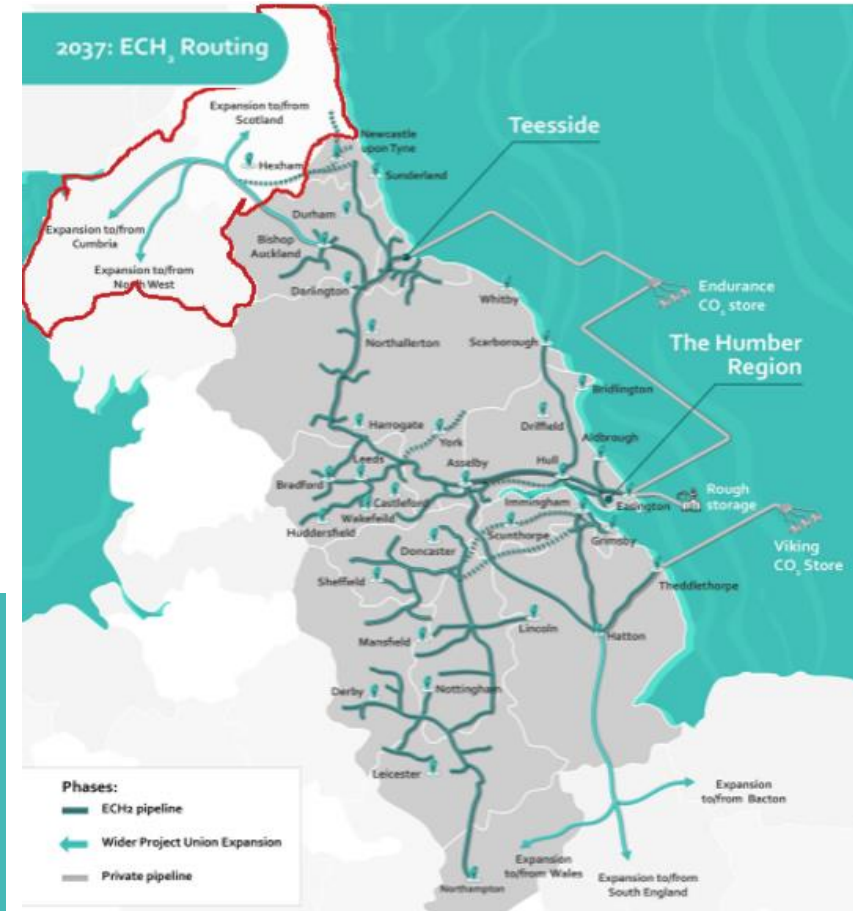 2037: ECH₂ Routing
Expansion to/from
Scotland
Newcastle
upon Tyne
Teesside
Hexham
Sunderland
Durham
Expansion to/from
Cumbria
Bishop
Auckland
Expansion to/from
North West
Darlington
Whitby
Endurance
CO₂ store
Northallerton
Scarborough
The Humber
Region
Bridlington
Harrogate
York
Driffield
Aldbrough
Leeds
Asselby
Hull
Bradford
Castleford
Wakefeild
Huddersfield
Immingham
Easington
Rough
storage
Scunthorpe
Grimsby
Doncaster
Viking
CO₂ Store
Sheffield
Theddlethorpe
Mansfield
Lincoln
Hatton
Derby
Nottingham
Leicester
Phases:
ECH2 pipeline
Wider Project Union Expansion
Private pipeline
Expansion
to/from Bacton
Expansion
to/from Wales
Expansion to/from
South England
Northampton